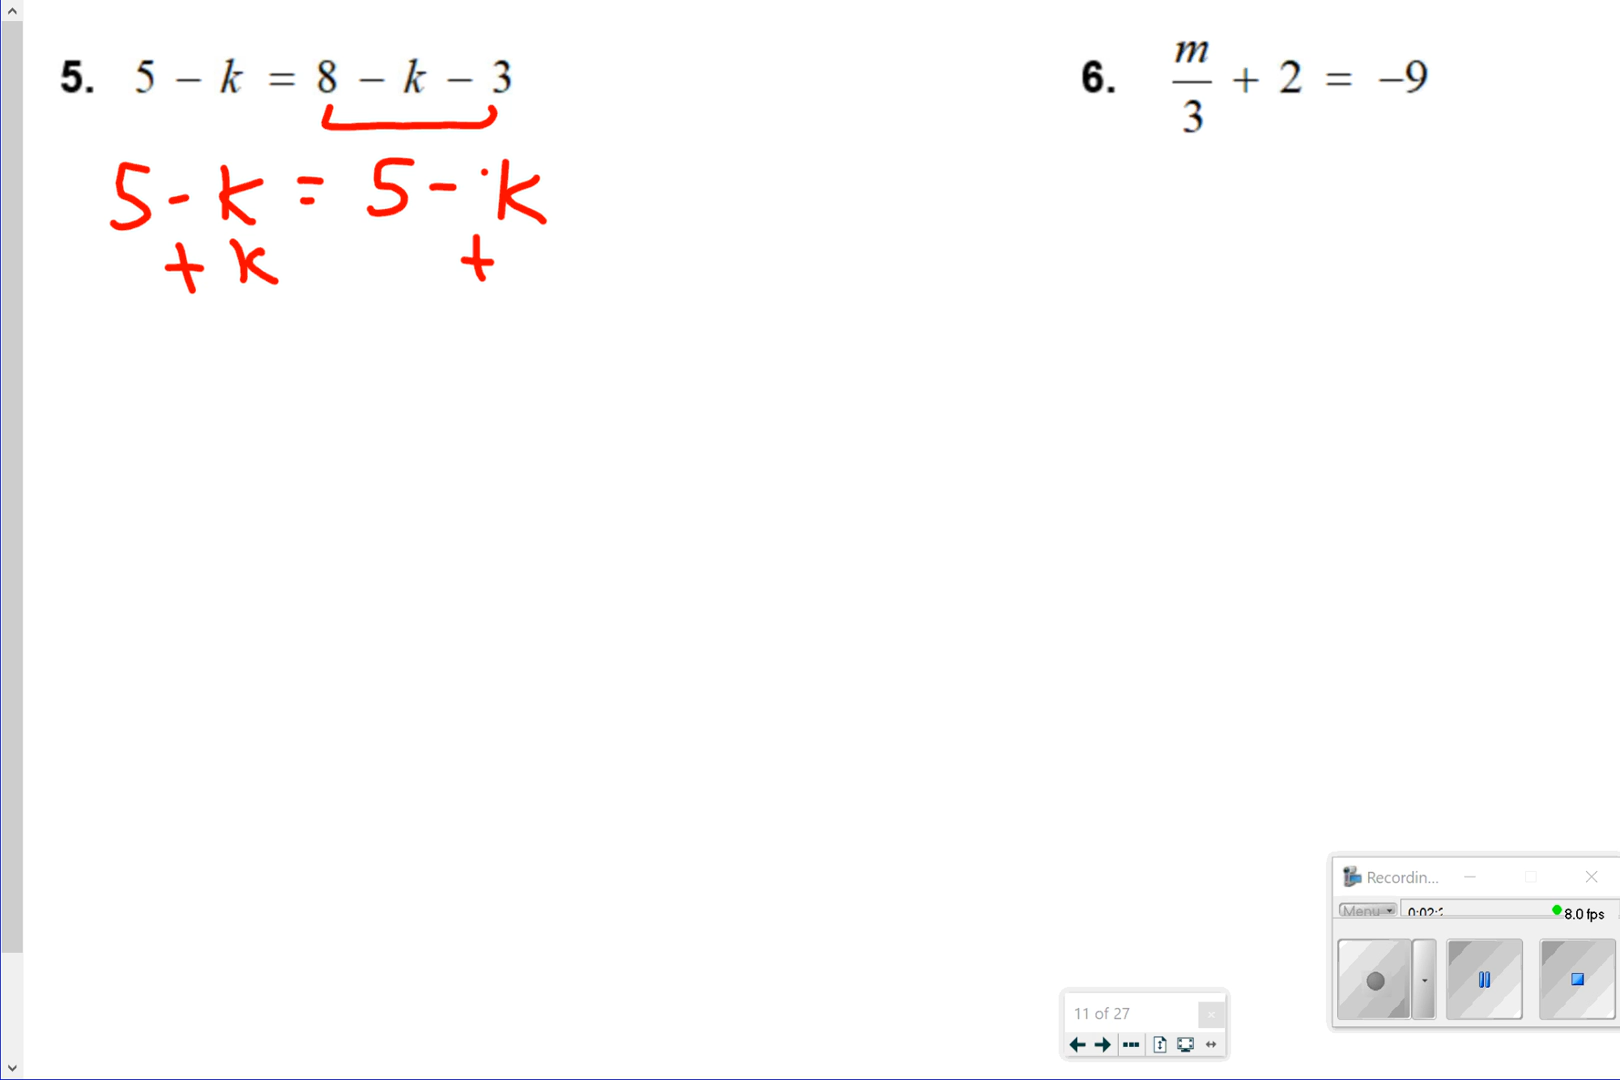 5. 5 − k = 8 − k − 3
5 - k = 5 - k
+ k +
6. m/3 + 2 = −9
Recordin...
Menu
8.0 fps
11 of 27